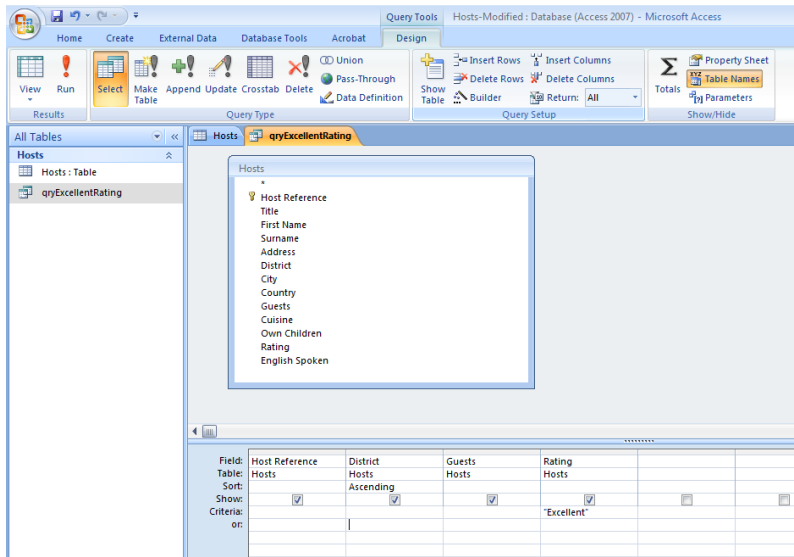 Query Tools Hosts-Modified : Database (Access 2007) - Microsoft Access
Home Create External Data Database Tools Acrobat Design
View Run Select Make Table Append Update Crosstab Delete
Union
Pass-Through
Data Definition
Show Table
Insert Rows
Delete Rows
Builder
Insert Columns
Delete Columns
Return: All
Totals
Property Sheet
XYZ Table Names
Parameters
Results Query Type Query Setup Show/Hide
All Tables «
Hosts
Hosts : Table
qryExcellentRating
Hosts qryExcellentRating
Hosts
*
Host Reference
Title
First Name
Surname
Address
District
City
Country
Guests
Cuisine
Own Children
Rating
English Spoken
Field: Host Reference District Guests Rating
Table: Hosts Hosts Hosts Hosts
Sort: Ascending
Show:
Criteria: "Excellent"
or: